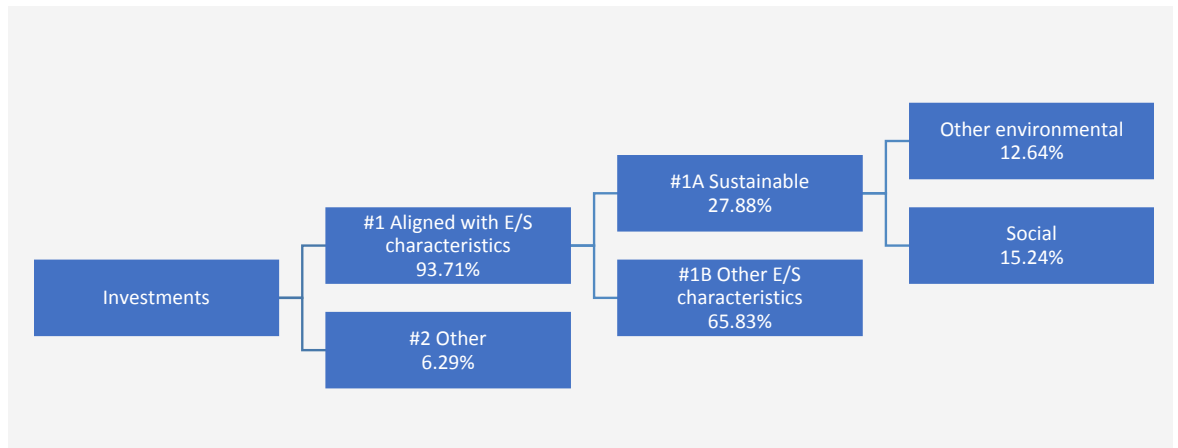 Investments
#1 Aligned with E/S
characteristics
93.71%
#2 Other
6.29%
#1A Sustainable
27.88%
#1B Other E/S
characteristics
65.83%
Other environmental
12.64%
Social
15.24%